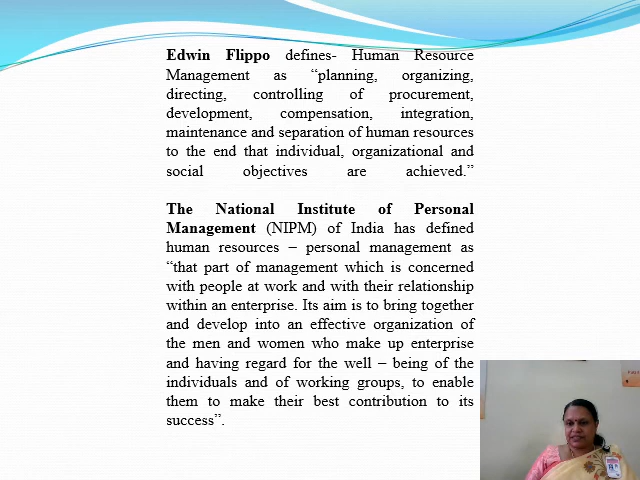 Edwin Flippo defines- Human Resource
Management as “planning, organizing,
directing, controlling of procurement,
development, compensation, integration,
maintenance and separation of human resources
to the end that individual, organizational and
social objectives are achieved.”
The National Institute of Personal
Management (NIPM) of India has defined
human resources – personal management as
“that part of management which is concerned
with people at work and with their relationship
within an enterprise. Its aim is to bring together
and develop into an effective organization of
the men and women who make up enterprise
and having regard for the well – being of the
individuals and of working groups, to enable
them to make their best contribution to its
success”.